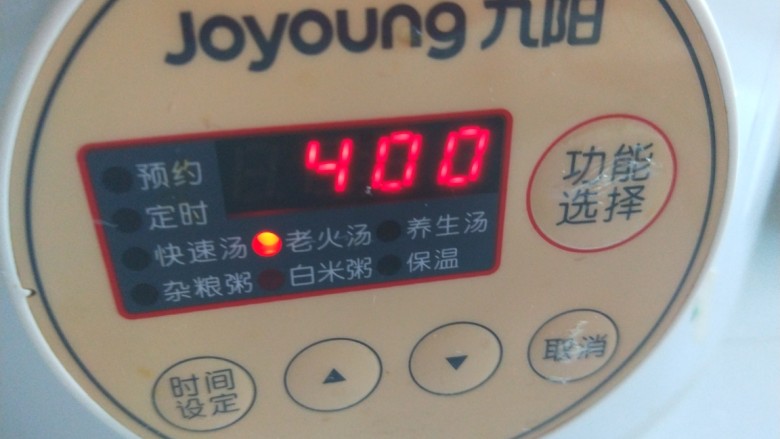 Joyoung 九阳
400
预约
定时
快速汤 老火汤 养生汤
杂粮粥 白米粥 保温
功能
选择
时间
设定
▲
▼
取消